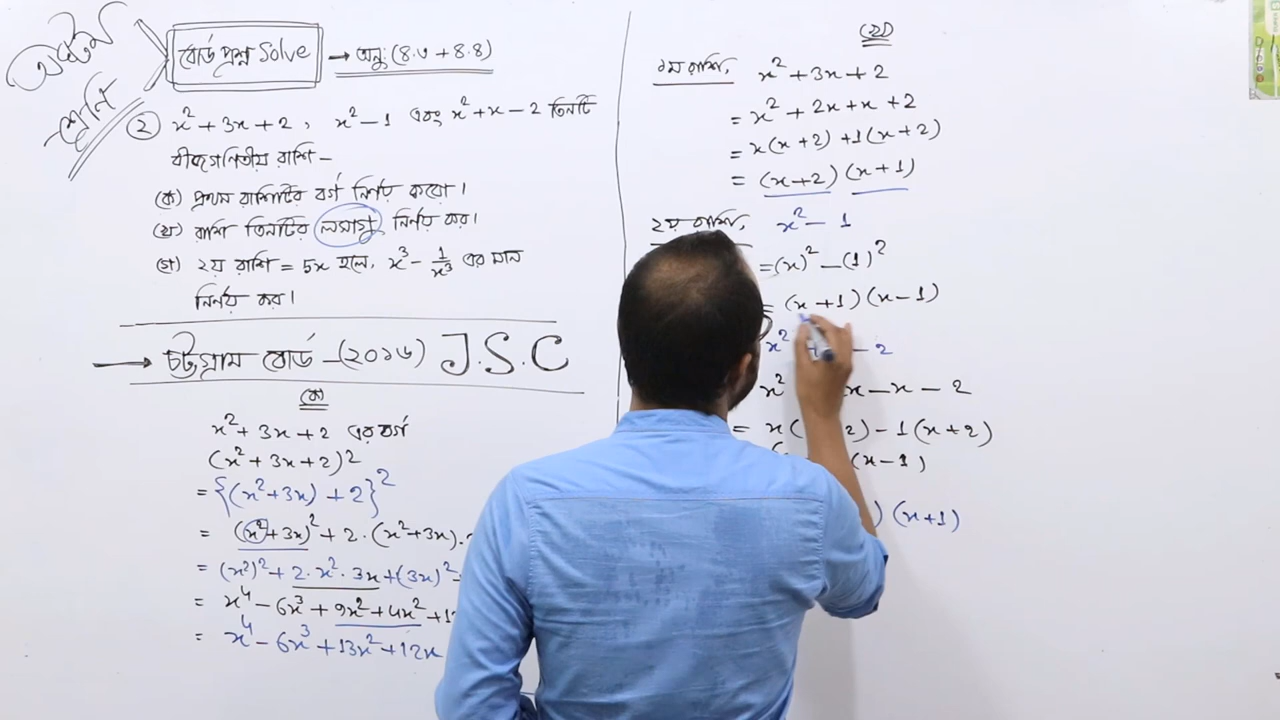 অষ্টম
শ্রেণি
বোর্ড প্রশ্ন Solve → অনু: (৪.৩ + ৪.৪)
২ x² + 3x + 2 , x² – 1 এবং x² + x – 2 তিনটি
বীজগণিতীয় রাশি –
(ক) প্রথম রাশিটির বর্গ নির্ণয় করো।
(খ) রাশি তিনটির লসাগু নির্ণয় কর।
(গ) ২য় রাশি = 5x হলে, x³ – 1/x³ এর মান
নির্ণয় কর।
→ চট্টগ্রাম বোর্ড – (২০১৬) J.S.C
(ক)
x² + 3x + 2 এর বর্গ
(x² + 3x + 2)²
= {(x² + 3x) + 2}²
= (x² + 3x)² + 2 . (x² + 3x) .
= (x²)² + 2 . x² . 3x + (3x)²
= x⁴ – 6x³ + 9x² + 4x² + 1
= x⁴ – 6x³ + 13x² + 12x
(খ)
১ম রাশি, x² + 3x + 2
= x² + 2x + x + 2
= x(x + 2) + 1(x + 2)
= (x + 2) (x + 1)
২য় রাশি, x² – 1
= (x)² – (1)²
= (x + 1) (x – 1)
x² – 2
x² x – x – 2
= x( 2) – 1(x + 2)
(x – 1)
) (x + 1)